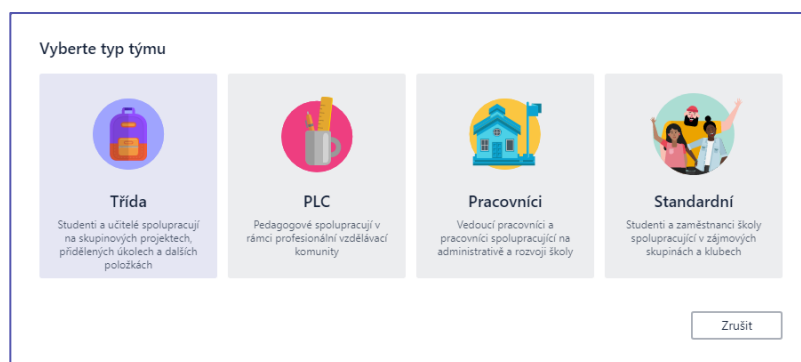 Vyberte typ týmu
Třída
Studenti a učitelé spolupracují
na skupinových projektech,
přidělených úkolech a dalších
položkách
PLC
Pedagogové spolupracují v
rámci profesionální vzdělávací
komunity
Pracovníci
Vedoucí pracovníci a
pracovníci spolupracující na
administrativě a rozvoji školy
Standardní
Studenti a zaměstnanci školy
spolupracující v zájmových
skupinách a klubech
Zrušit